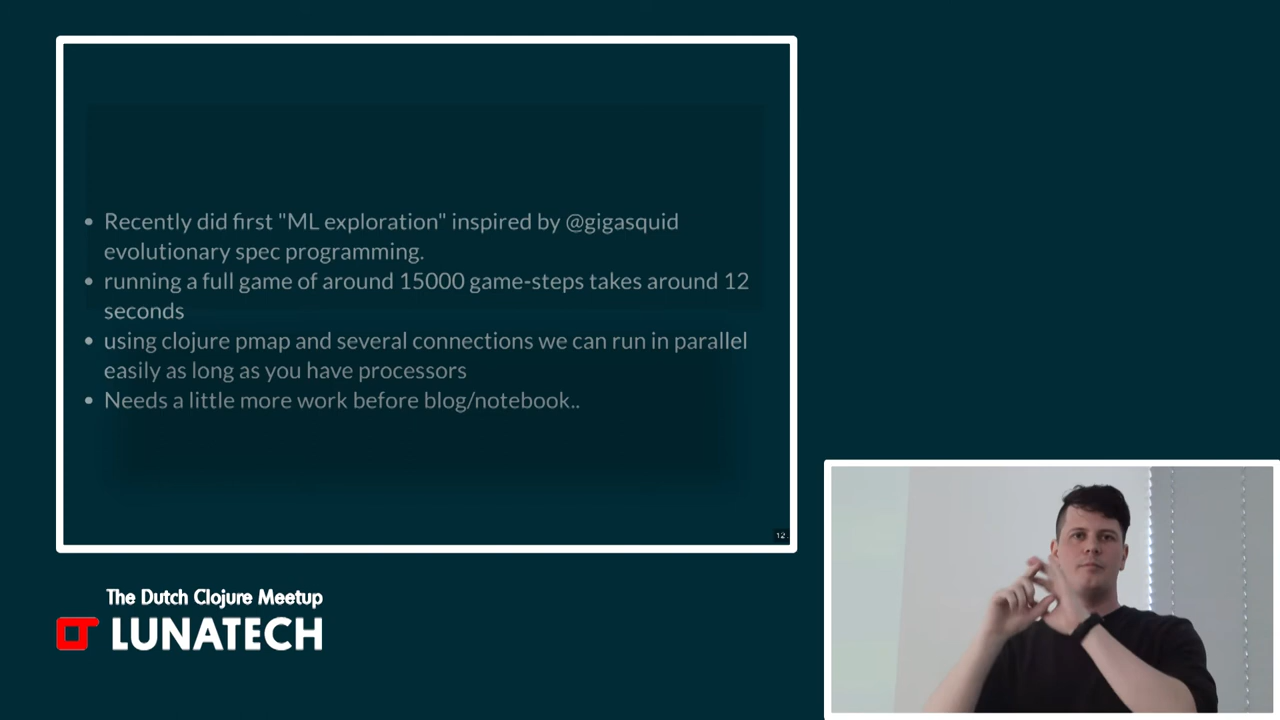 • Recently did first "ML exploration" inspired by @gigasquid
evolutionary spec programming.
• running a full game of around 15000 game-steps takes around 12
seconds
• using clojure pmap and several connections we can run in parallel
easily as long as you have processors
• Needs a little more work before blog/notebook..
12
The Dutch Clojure Meetup
LUNATECH